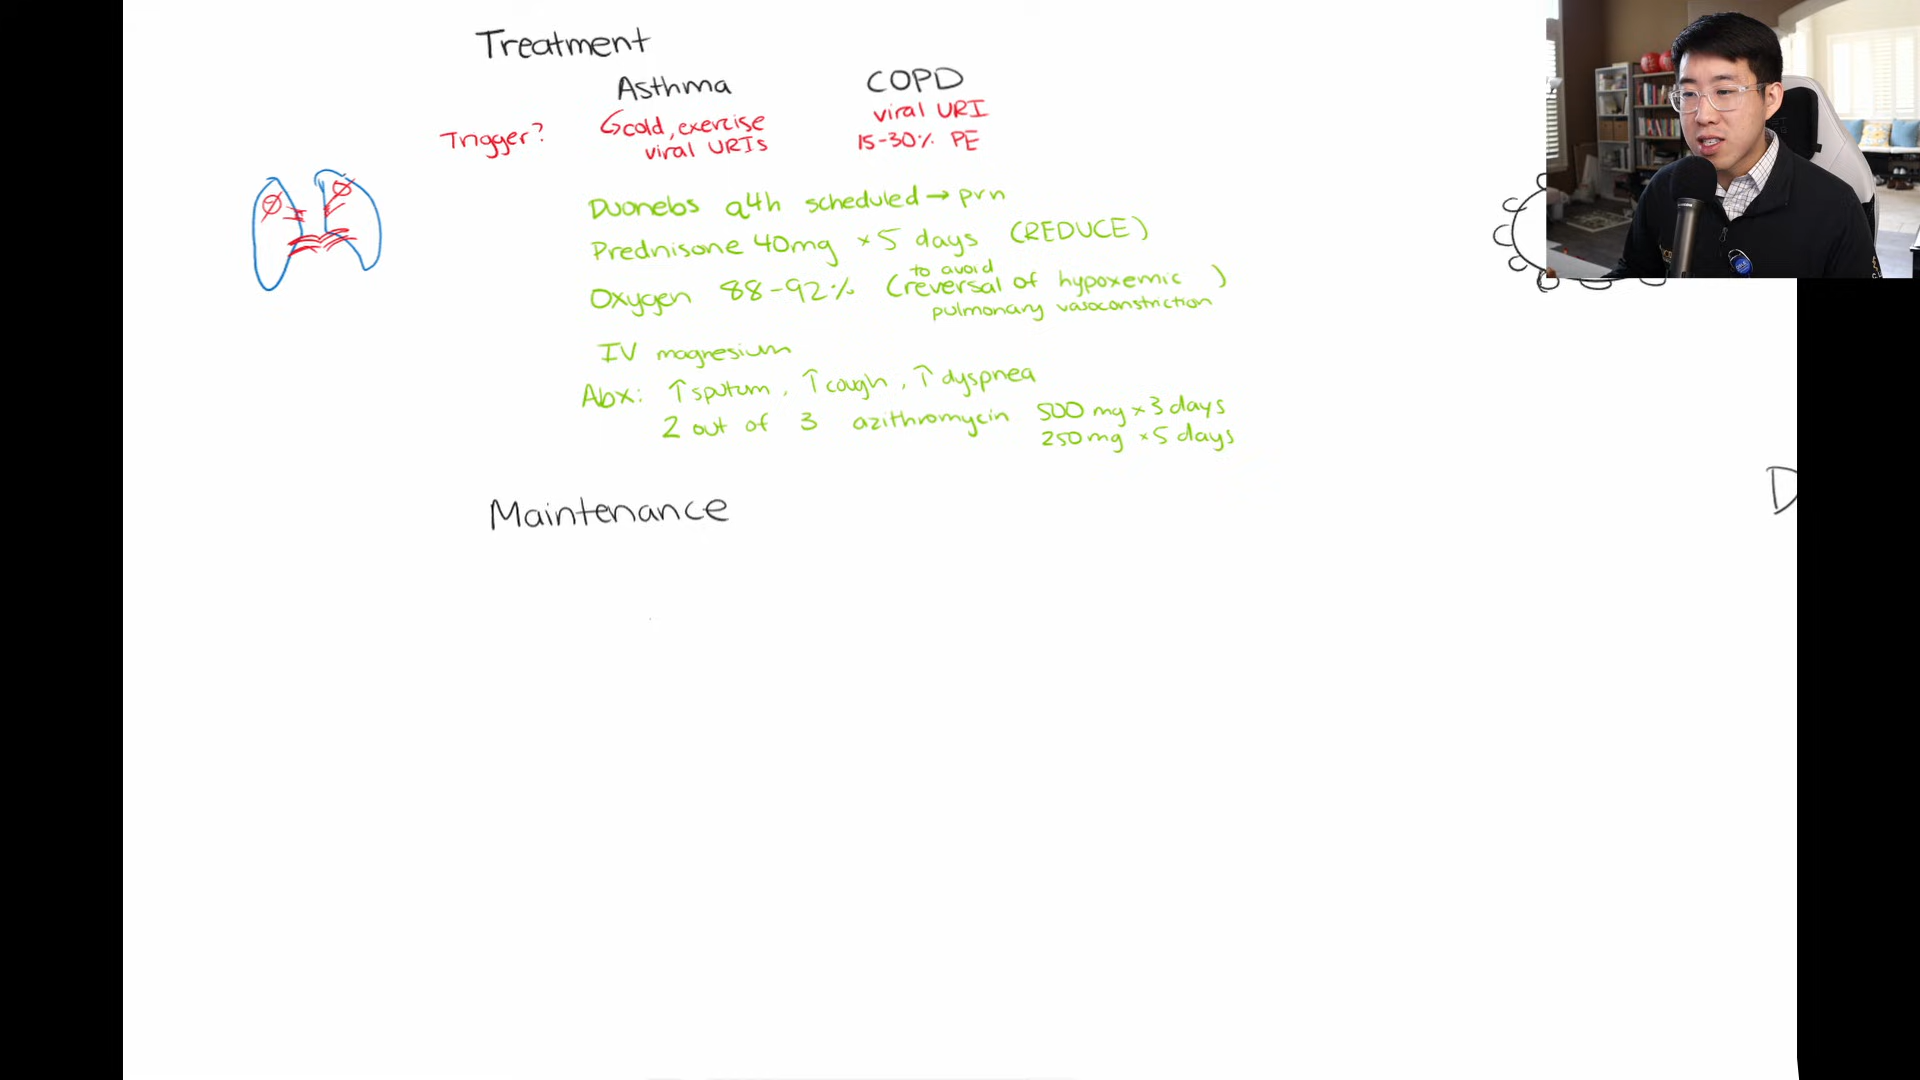 Treatment
Asthma COPD
Trigger? cold, exercise viral URI
viral URIs 15-30% PE
Duonebs q4h scheduled → prn
Prednisone 40mg × 5 days (REDUCE)
to avoid
Oxygen 88-92% (reversal of hypoxemic )
pulmonary vasoconstriction
IV magnesium
Abx: ↑sputum, ↑cough, ↑dyspnea
2 out of 3 azithromycin 500 mg × 3 days
250mg × 5 days
Maintenance
D